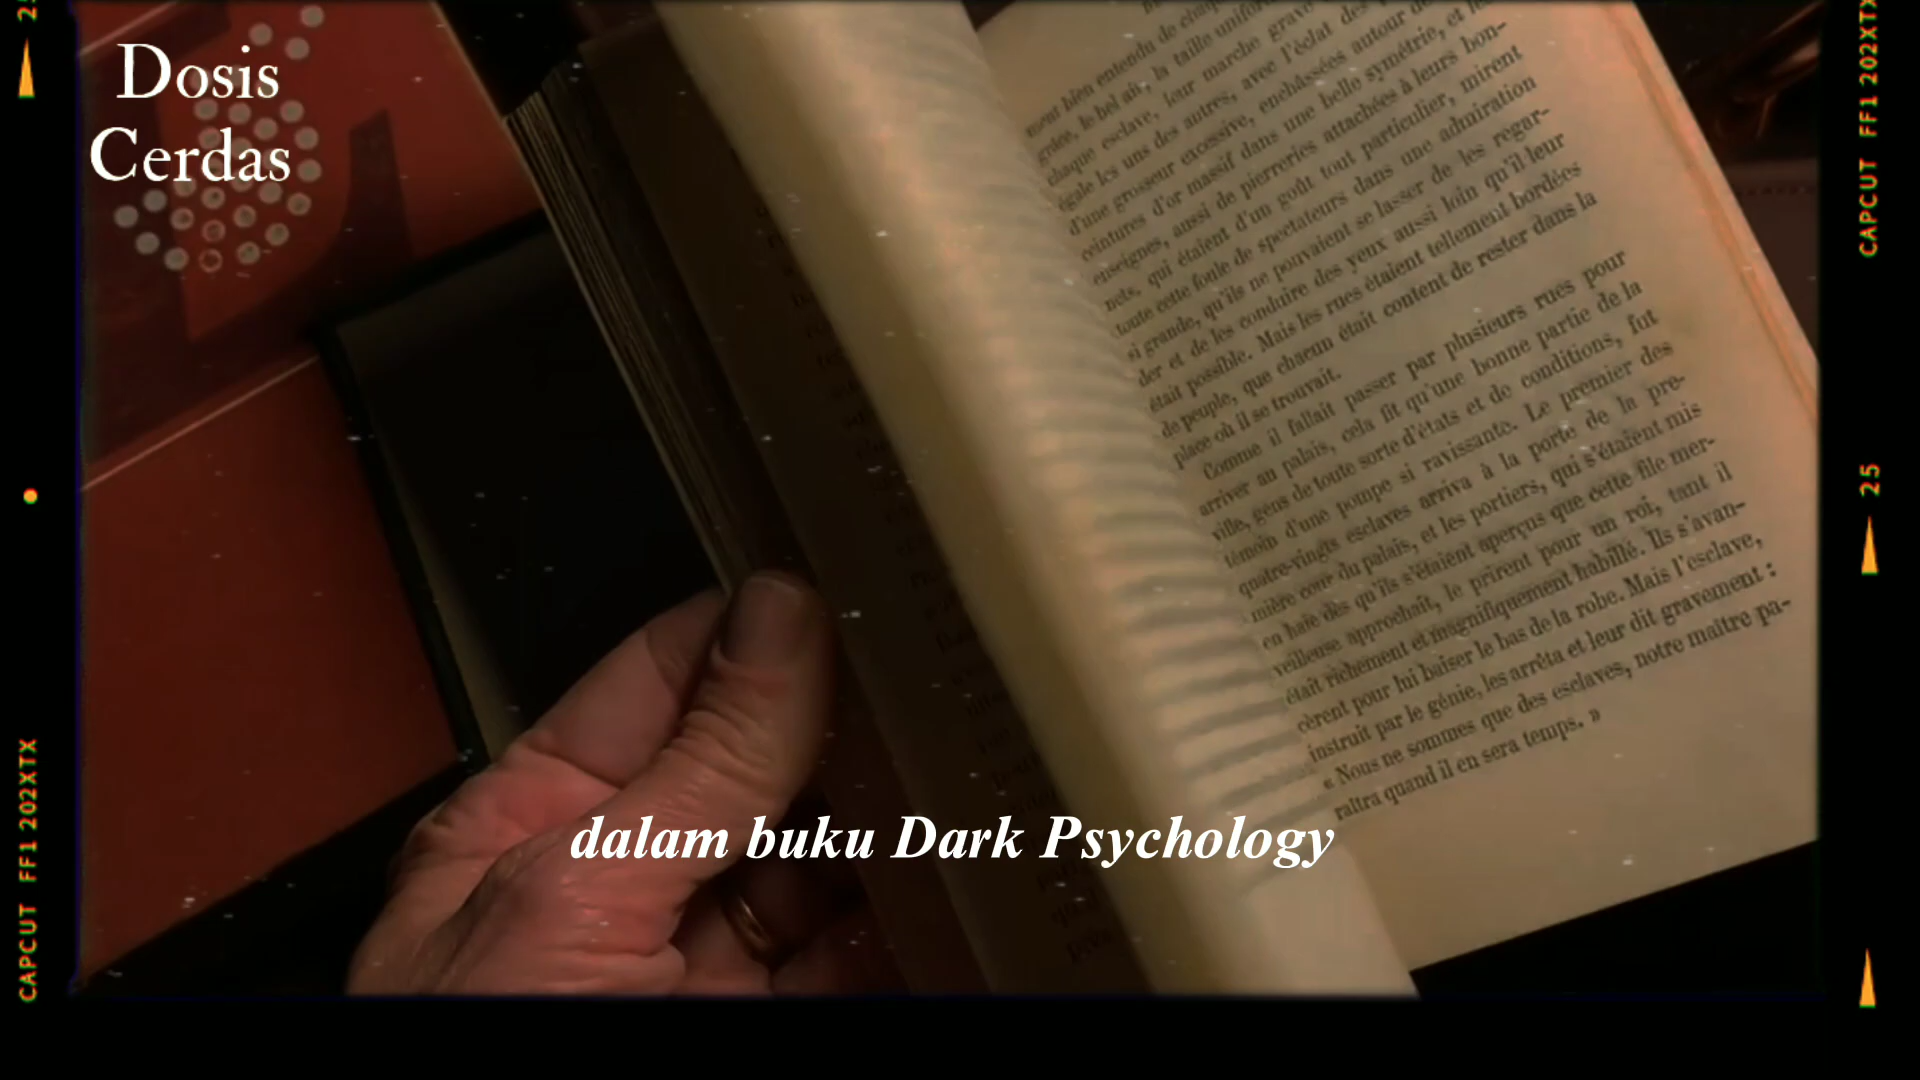 Dosis
Cerdas
CAPCUT FF1 202XTX
25
CAPCUT FF1 202XTX
ment bien entendu de chaque
grâce, le bel air, la taille uniforme
chaque esclave, leur marche grave
égale les uns des autres, avec l'éclat des
d'une grosseur excessive, enchâssées autour de
ceintures d'or massif dans une belle symétrie, et les
enseignes, aussi de pierreries attachées à leurs bon-
nets, qui étaient d'un goût tout particulier, mirent
toute cette foule de spectateurs dans une admiration
si grande, qu'ils ne pouvaient se lasser de les regar-
der et de les conduire des yeux aussi loin qu'il leur
était possible. Mais les rues étaient tellement bordées
de peuple, que chacun était content de rester dans la
place où il se trouvait.
Comme il fallait passer par plusieurs rues pour
arriver au palais, cela fit qu'une bonne partie de la
ville, gens de toute sorte d'états et de conditions, fut
témoin d'une pompe si ravissante. Le premier des
quatre-vingts esclaves arriva à la porte de la pre-
mière cour du palais, et les portiers, qui s'étaient mis
en haie dès qu'ils s'étaient aperçus que cette file mer-
veilleuse approchait, le prirent pour un roi, tant il
était richement et magnifiquement habillé. Ils s'avan-
cèrent pour lui baiser le bas de la robe. Mais l'esclave,
instruit par le génie, les arrêta et leur dit gravement :
« Nous ne sommes que des esclaves, notre maître pa-
raîtra quand il en sera temps. »
dalam buku Dark Psychology